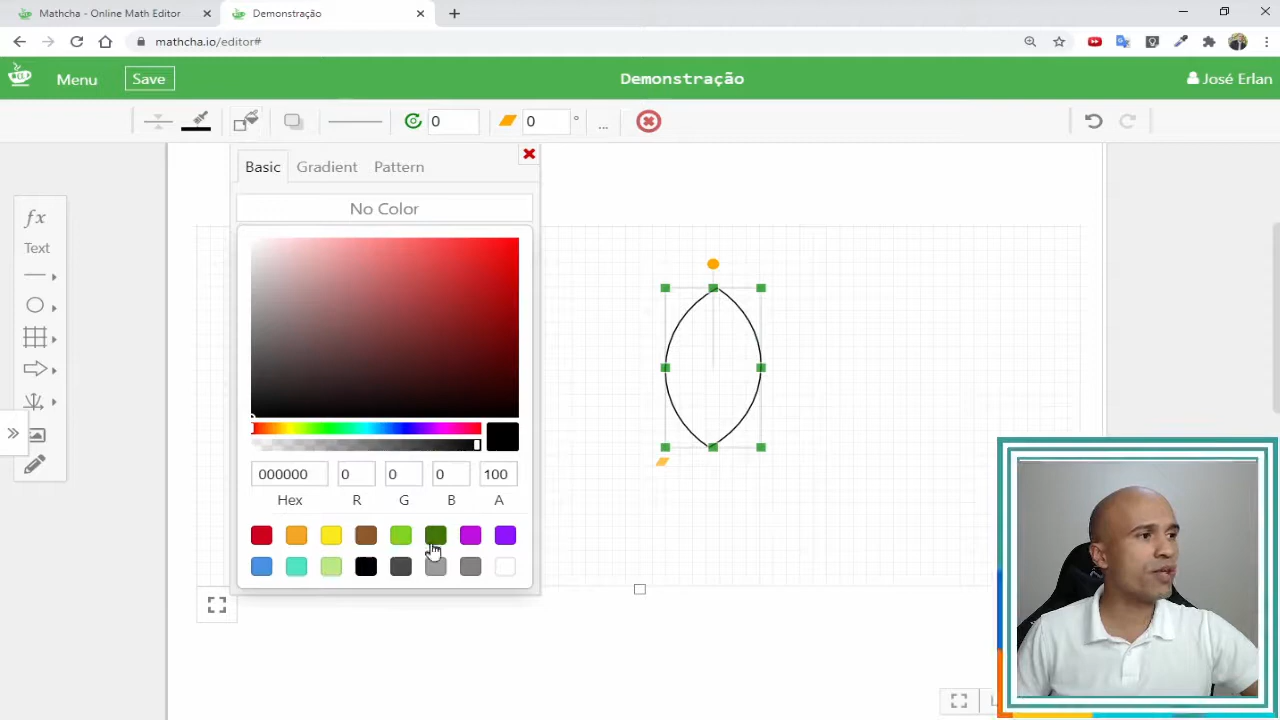 Mathcha - Online Math Editor
Demonstração
mathcha.io/editor#
Menu
Save
Demonstração
José Erlan
0
0
°
...
Basic
Gradient
Pattern
No Color
fx
Text
000000
0
0
0
100
Hex
R
G
B
A